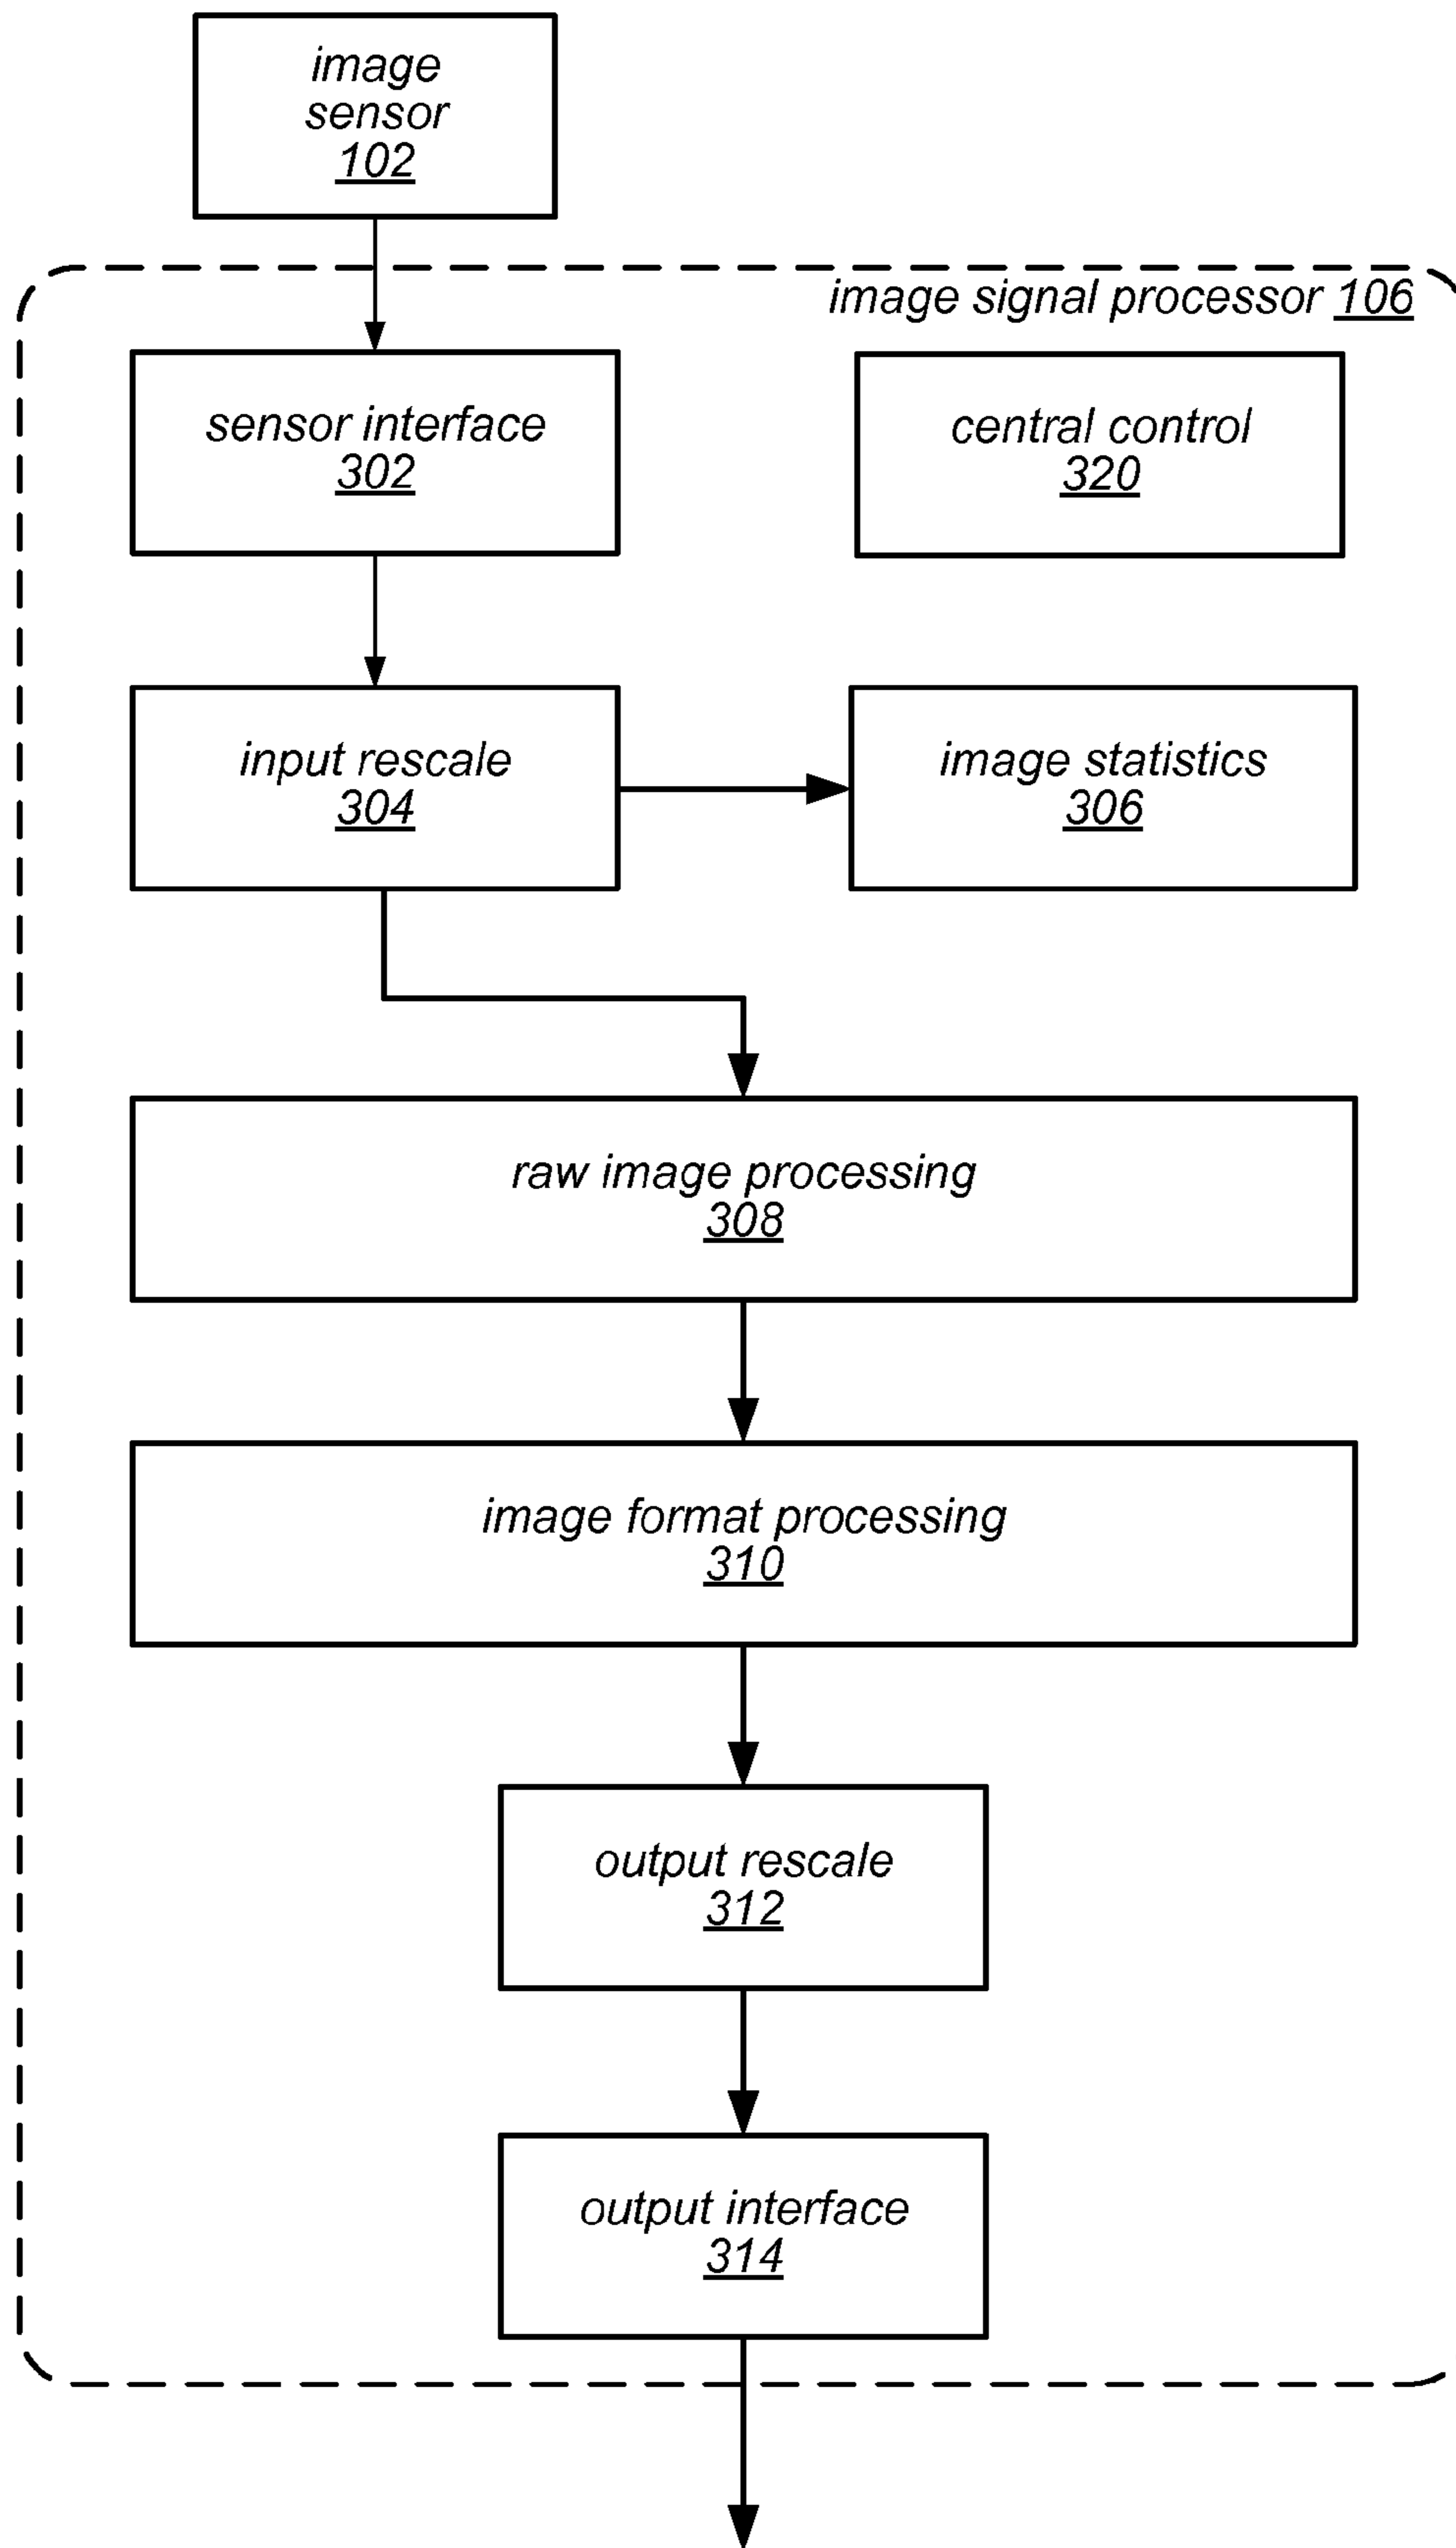 image
sensor
102
image signal processor 106
sensor interface
302
central control
320
input rescale
304
image statistics
306
raw image processing
308
image format processing
310
output rescale
312
output interface
314